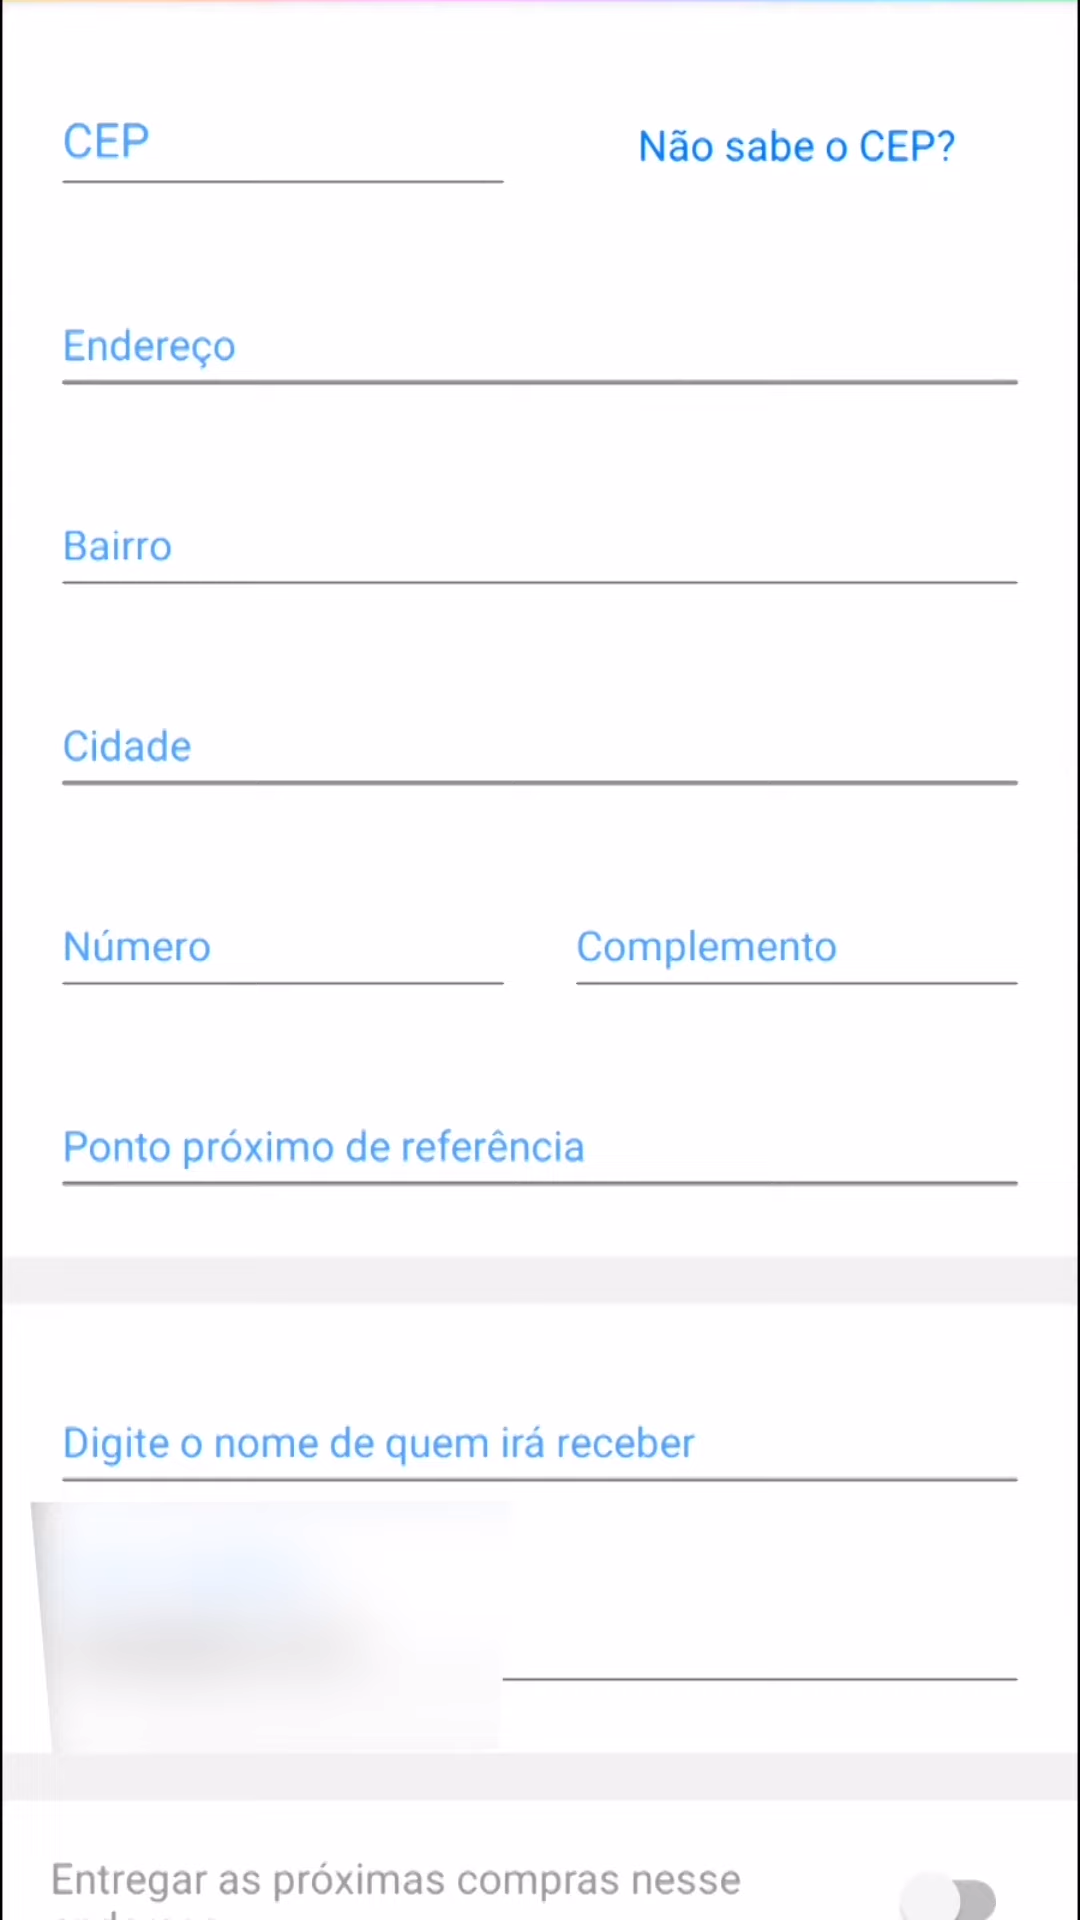 CEP
Não sabe o CEP?
Endereço
Bairro
Cidade
Número
Complemento
Ponto próximo de referência
Digite o nome de quem irá receber
Entregar as próximas compras nesse